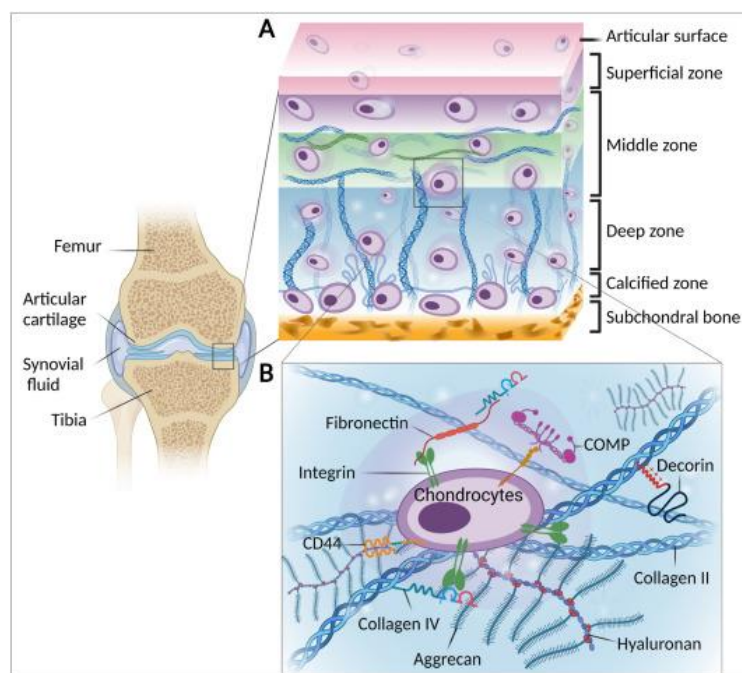 A
Articular surface
Superficial zone
Middle zone
Deep zone
Calcified zone
Subchondral bone
Femur
Articular
cartilage
Synovial
fluid
Tibia
B
Fibronectin
COMP
Integrin
Decorin
Chondrocytes
CD44
Collagen II
Collagen IV
Hyaluronan
Aggrecan